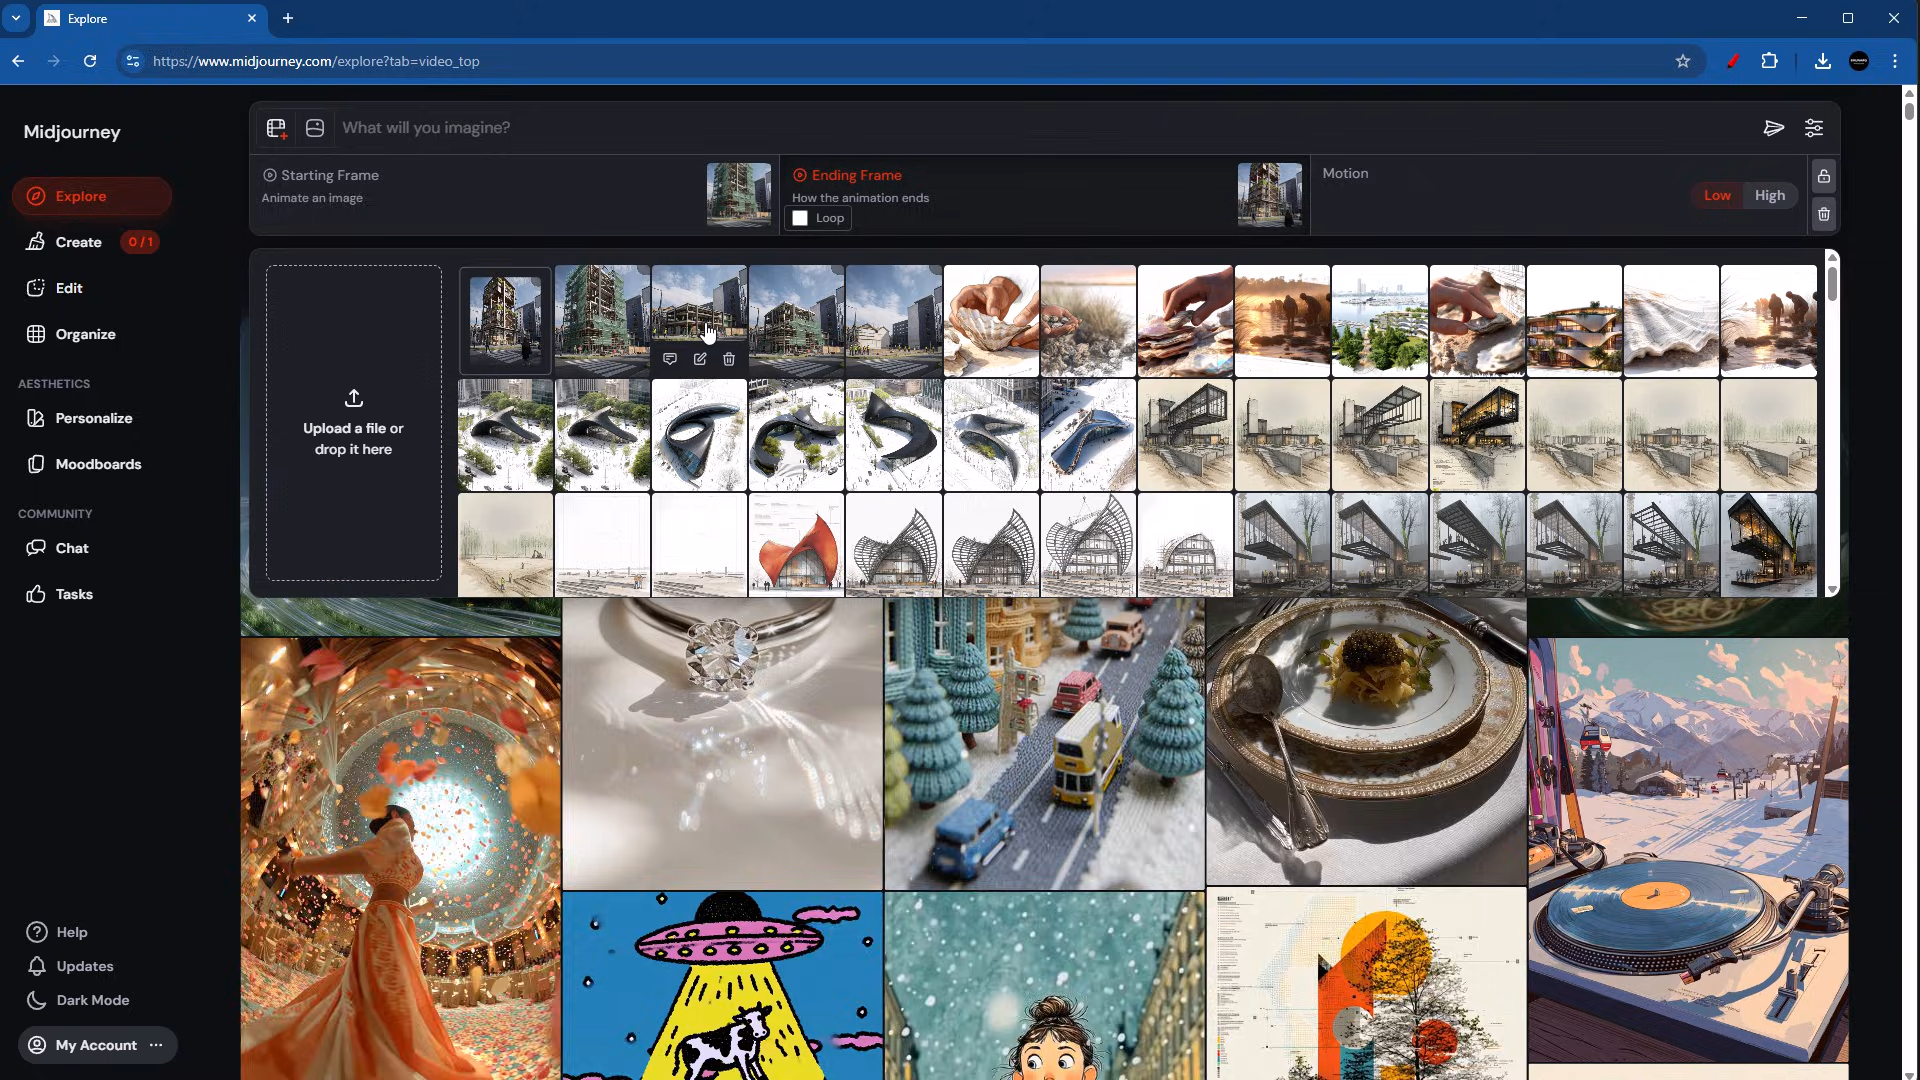 Explore
https://www.midjourney.com/explore?tab=video_top
Midjourney
What will you imagine?
Starting Frame
Animate an image
Ending Frame
How the animation ends
Loop
Motion
Low
High
Explore
Create
0 / 1
Edit
Organize
AESTHETICS
Personalize
Moodboards
COMMUNITY
Chat
Tasks
Upload a file or
drop it here
Help
Updates
Dark Mode
My Account